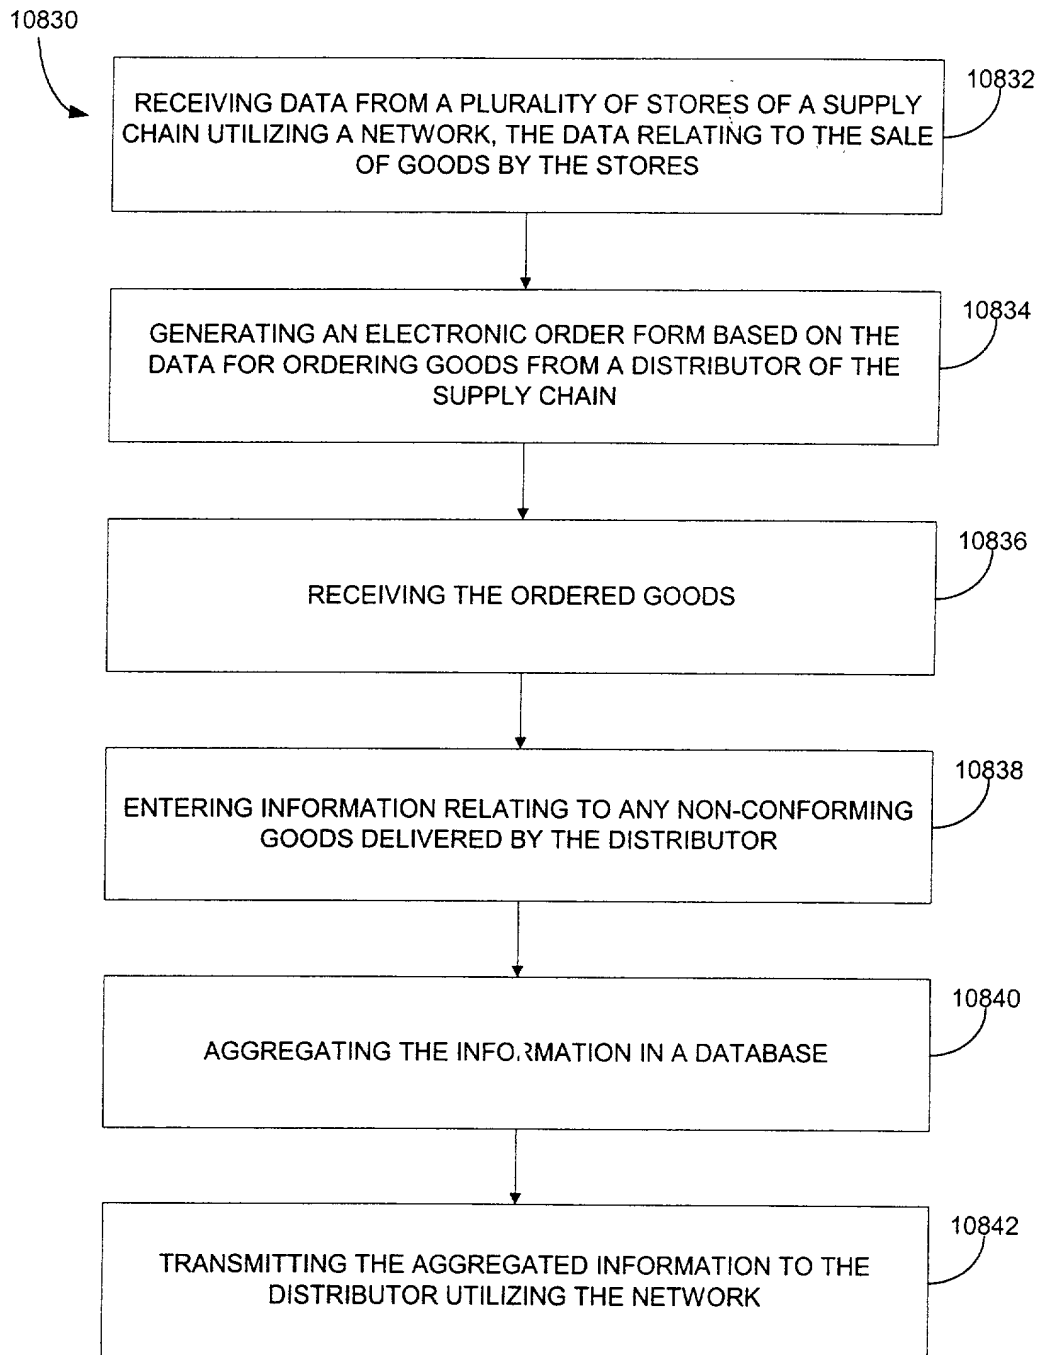 10830
10832
RECEIVING DATA FROM A PLURALITY OF STORES OF A SUPPLY
CHAIN UTILIZING A NETWORK, THE DATA RELATING TO THE SALE
OF GOODS BY THE STORES
10834
GENERATING AN ELECTRONIC ORDER FORM BASED ON THE
DATA FOR ORDERING GOODS FROM A DISTRIBUTOR OF THE
SUPPLY CHAIN
10836
RECEIVING THE ORDERED GOODS
10838
ENTERING INFORMATION RELATING TO ANY NON-CONFORMING
GOODS DELIVERED BY THE DISTRIBUTOR
10840
AGGREGATING THE INFORMATION IN A DATABASE
10842
TRANSMITTING THE AGGREGATED INFORMATION TO THE
DISTRIBUTOR UTILIZING THE NETWORK